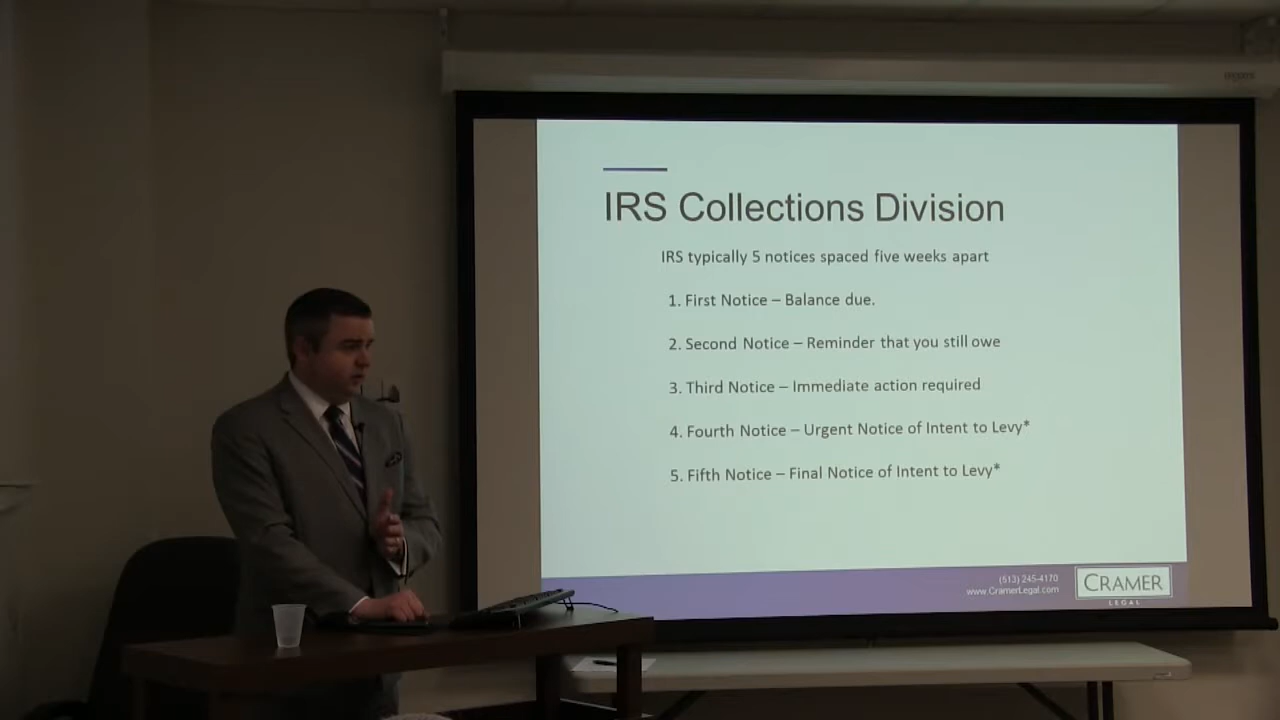 IRS Collections Division
IRS typically 5 notices spaced five weeks apart
1. First Notice – Balance due.
2. Second Notice – Reminder that you still owe
3. Third Notice – Immediate action required
4. Fourth Notice – Urgent Notice of Intent to Levy*
5. Fifth Notice – Final Notice of Intent to Levy*
(513) 245-4170
www.CramerLegal.com
CRAMER
LEGAL